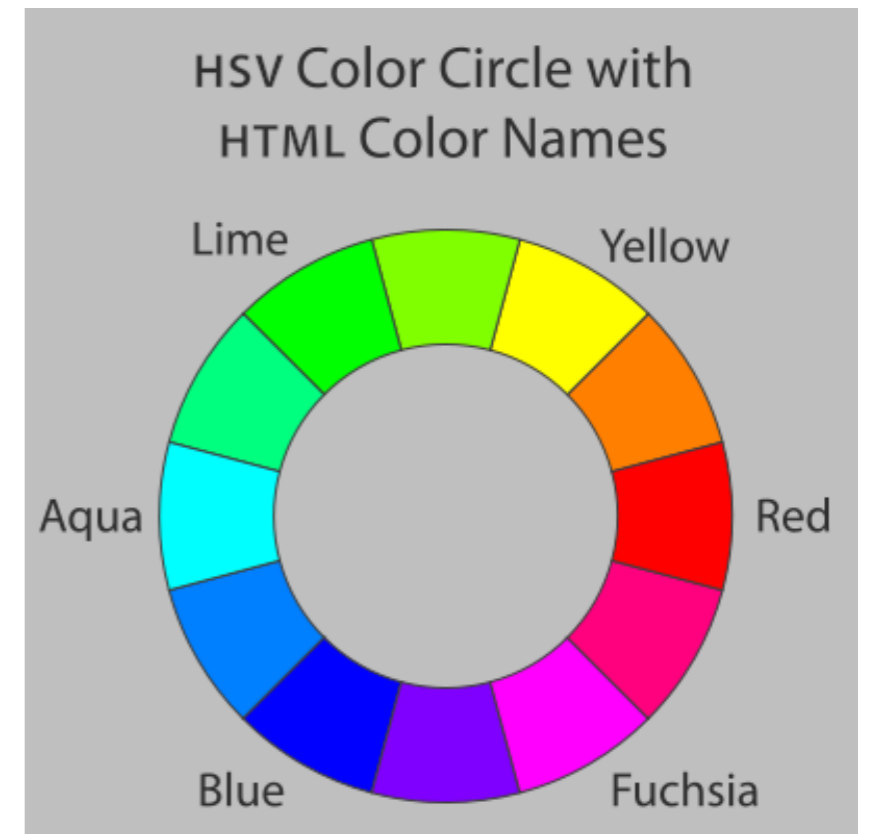 HSV Color Circle with
HTML Color Names
Lime
Yellow
Aqua
Red
Blue
Fuchsia